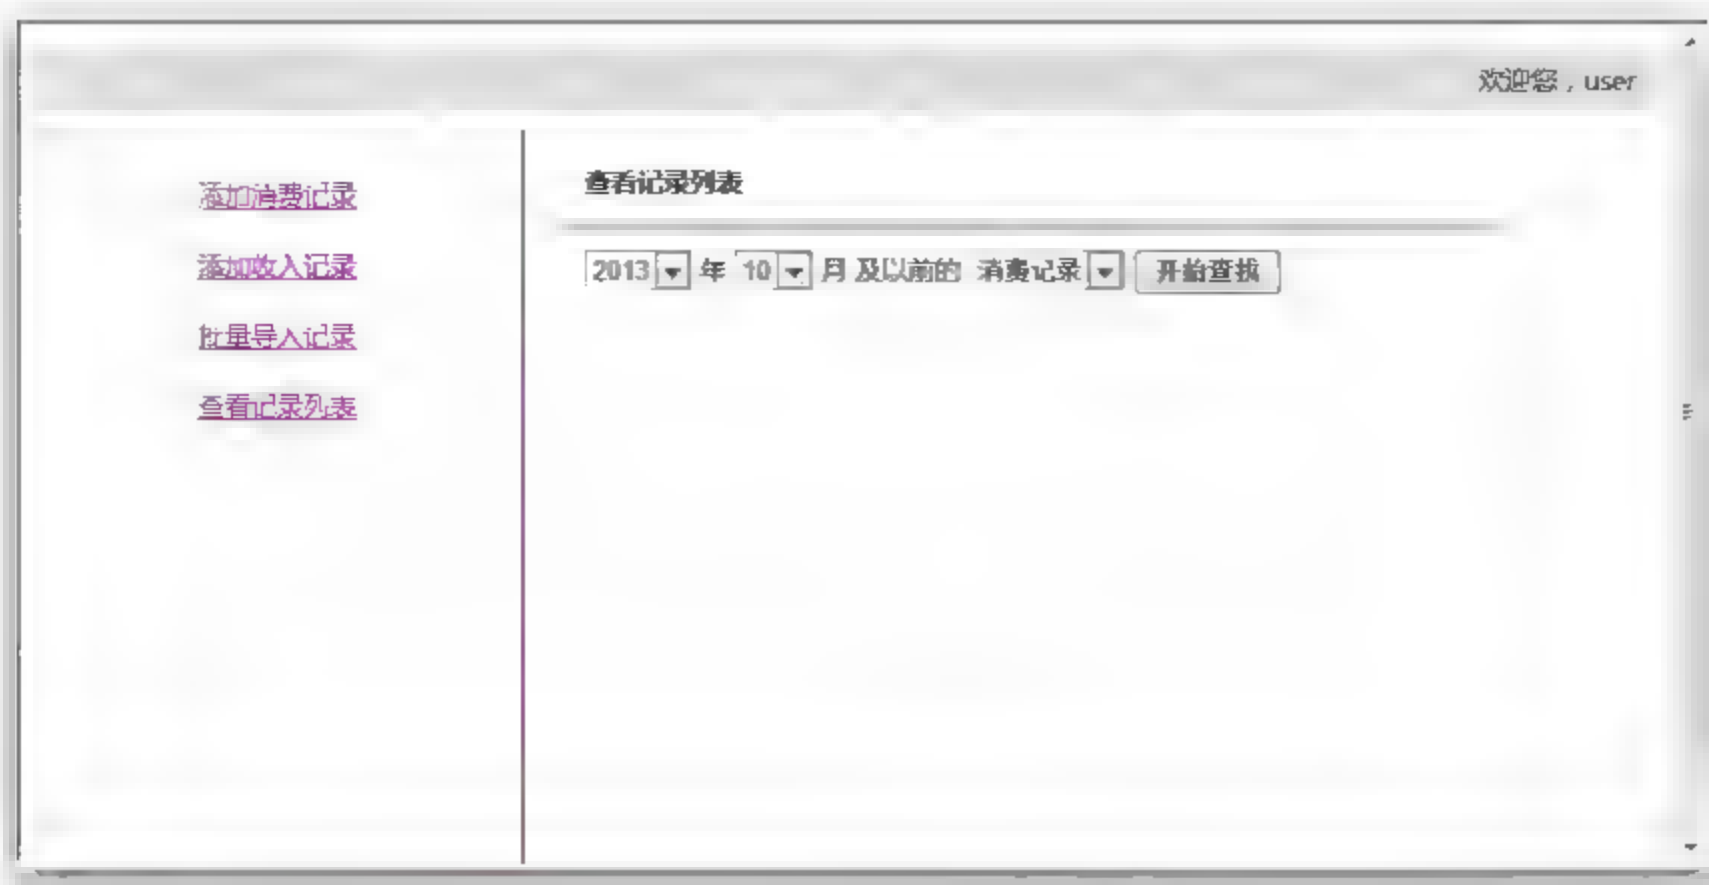 欢迎您，user
添加消费记录
添加收入记录
批量导入记录
查看记录列表
查看记录列表
2013 年 10 月 及以前的 消费记录 开始查找